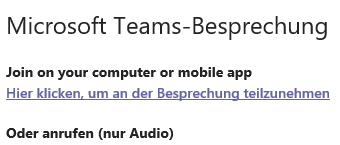 Microsoft Teams-Besprechung
Join on your computer or mobile app
Hier klicken, um an der Besprechung teilzunehmen
Oder anrufen (nur Audio)